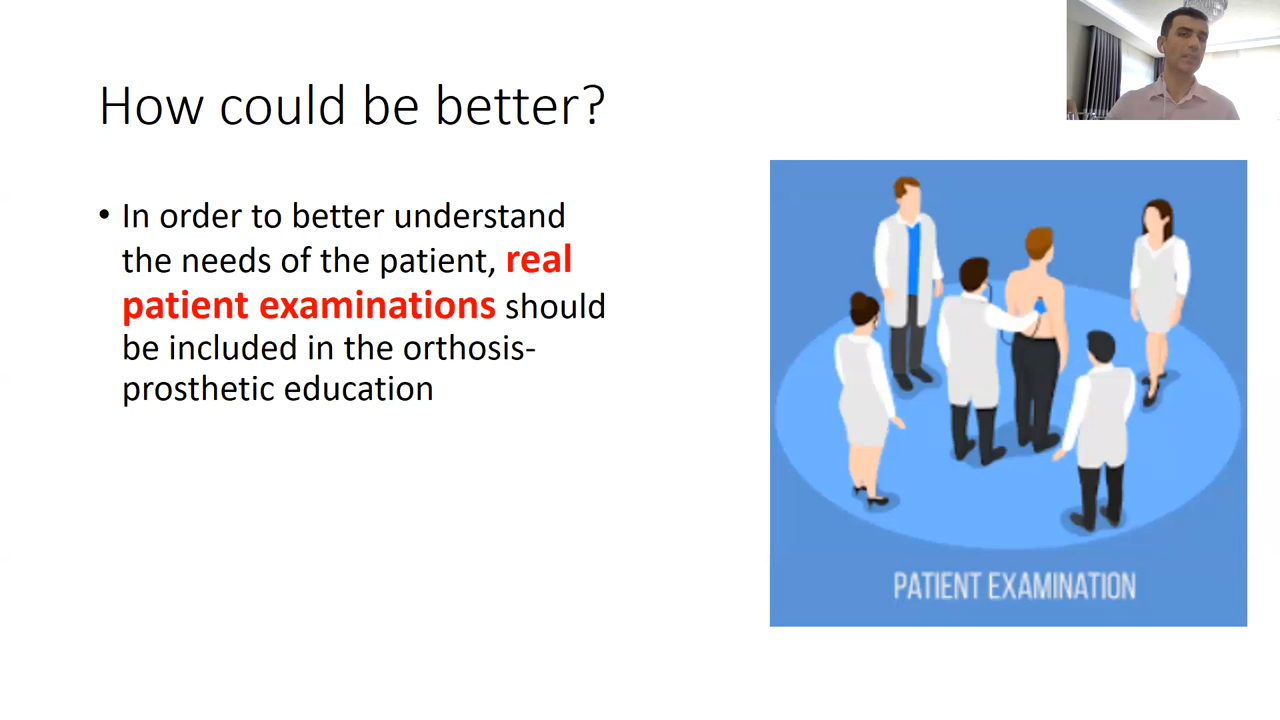 How could be better?
• In order to better understand
the needs of the patient, real
patient examinations should
be included in the orthosis-
prosthetic education
PATIENT EXAMINATION